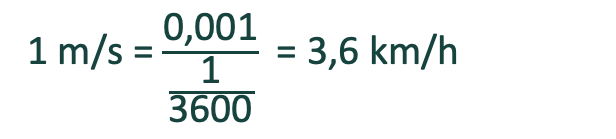 1 m/s = 0,001 / (1 / 3600) = 3,6 km/h